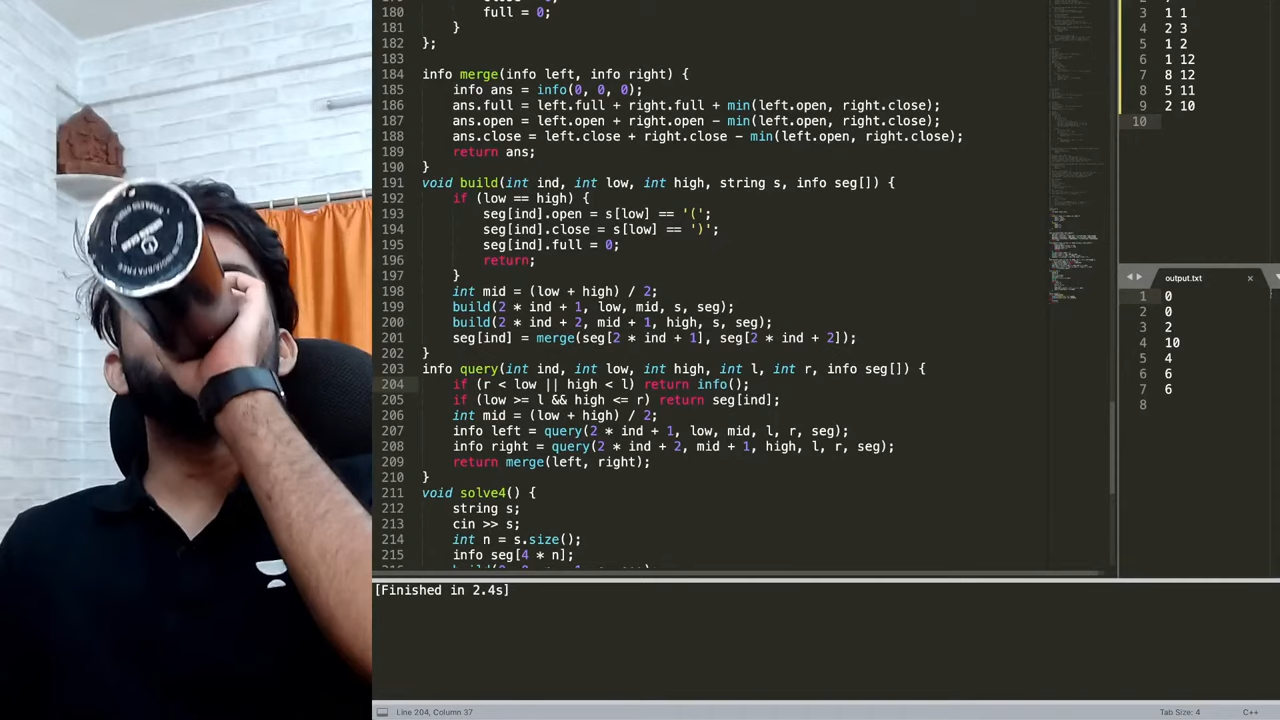 180 full = 0;
181 }
182 };
183
184 info merge(info left, info right) {
185 info ans = info(0, 0, 0);
186 ans.full = left.full + right.full + min(left.open, right.close);
187 ans.open = left.open + right.open - min(left.open, right.close);
188 ans.close = left.close + right.close - min(left.open, right.close);
189 return ans;
190 }
191 void build(int ind, int low, int high, string s, info seg[]) {
192 if (low == high) {
193 seg[ind].open = s[low] == '(';
194 seg[ind].close = s[low] == ')';
195 seg[ind].full = 0;
196 return;
197 }
198 int mid = (low + high) / 2;
199 build(2 * ind + 1, low, mid, s, seg);
200 build(2 * ind + 2, mid + 1, high, s, seg);
201 seg[ind] = merge(seg[2 * ind + 1], seg[2 * ind + 2]);
202 }
203 info query(int ind, int low, int high, int l, int r, info seg[]) {
204 if (r < low || high < l) return info();
205 if (low >= l && high <= r) return seg[ind];
206 int mid = (low + high) / 2;
207 info left = query(2 * ind + 1, low, mid, l, r, seg);
208 info right = query(2 * ind + 2, mid + 1, high, l, r, seg);
209 return merge(left, right);
210 }
211 void solve4() {
212 string s;
213 cin >> s;
214 int n = s.size();
215 info seg[4 * n];
[Finished in 2.4s]
Line 204, Column 37
Tab Size: 4
C++
3 1 1
4 2 3
5 1 2
6 1 12
7 8 12
8 5 11
9 2 10
10
output.txt
1 0
2 0
3 2
4 10
5 4
6 6
7 6
8